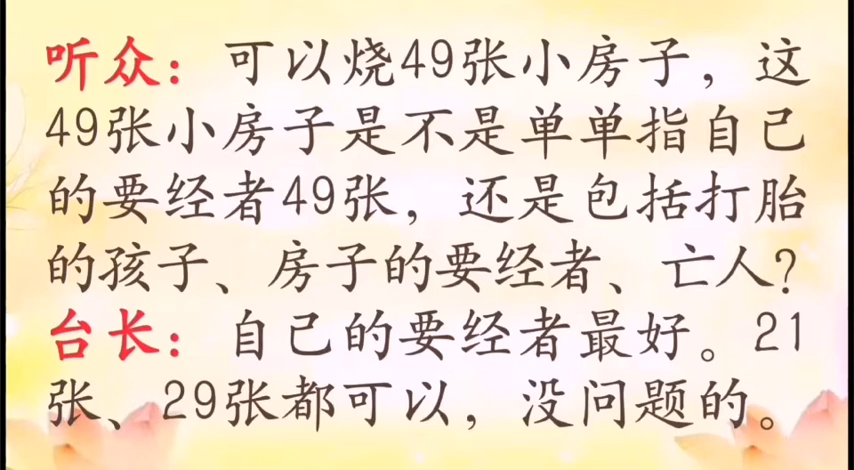 听众：可以烧49张小房子，这
49张小房子是不是单单指自己
的要经者49张，还是包括打胎
的孩子、房子的要经者、亡人？
台长：自己的要经者最好。21
张、29张都可以，没问题的。